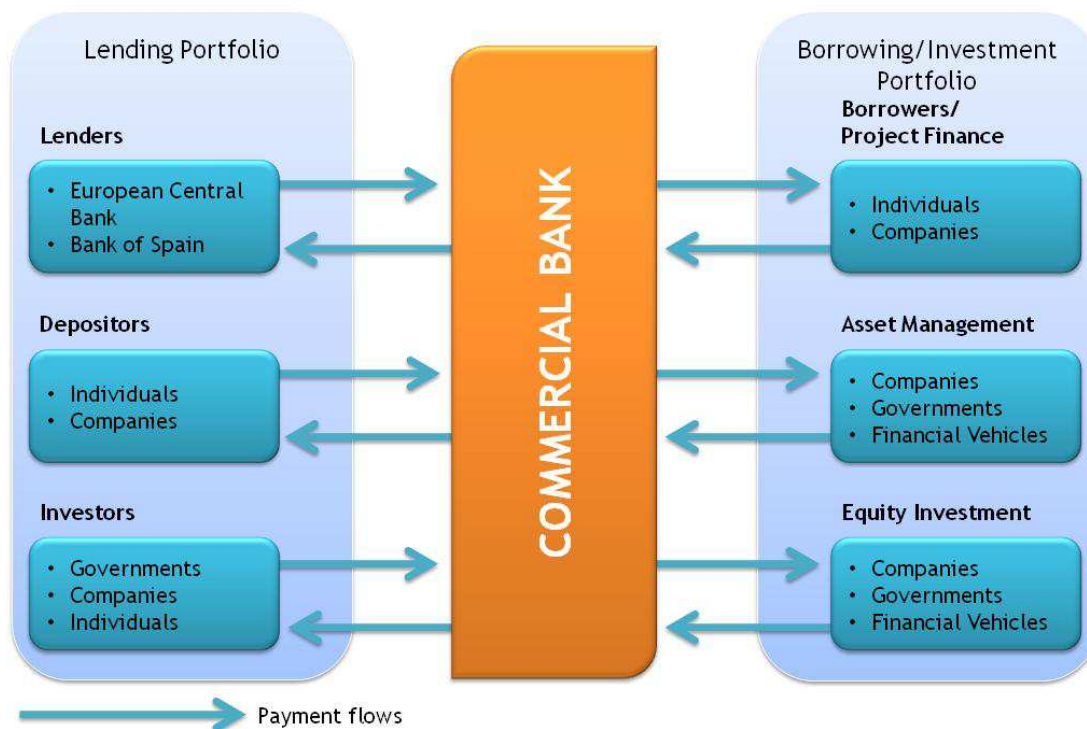 Lending Portfolio
Lenders
• European Central
Bank
• Bank of Spain
Depositors
• Individuals
• Companies
Investors
• Governments
• Companies
• Individuals
COMMERCIAL BANK
Borrowing/Investment
Portfolio
Borrowers/
Project Finance
• Individuals
• Companies
Asset Management
• Companies
• Governments
• Financial Vehicles
Equity Investment
• Companies
• Governments
• Financial Vehicles
Payment flows